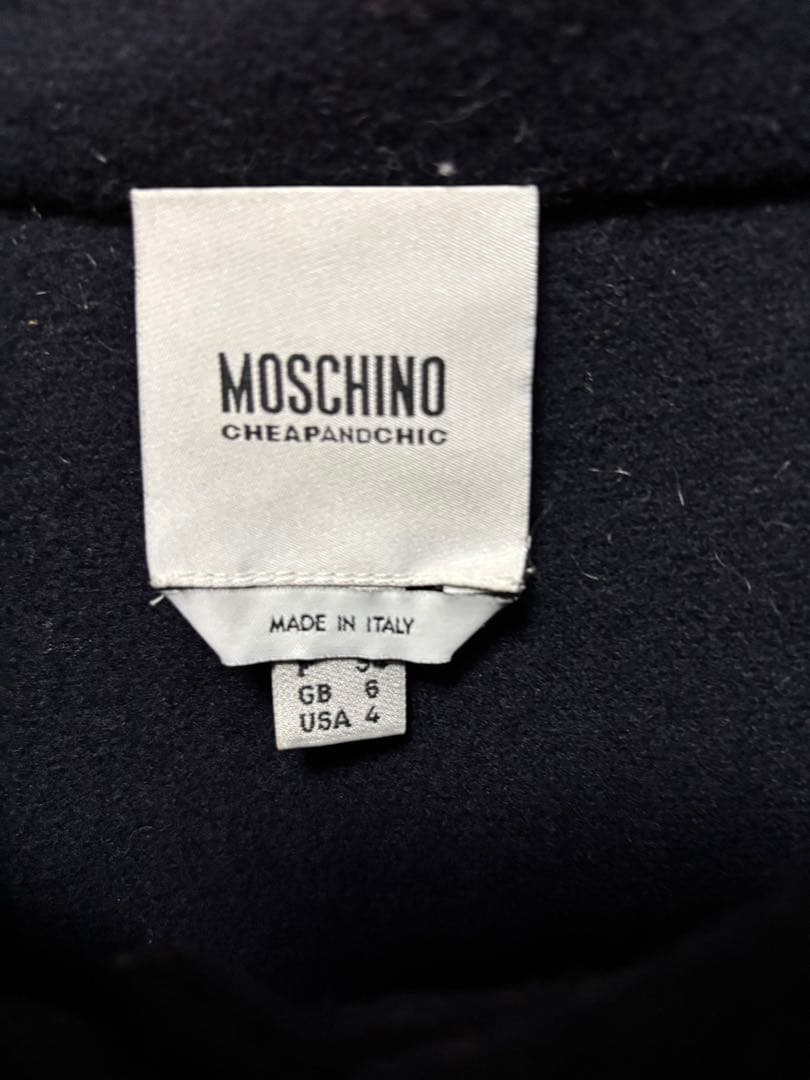 MOSCHINO
CHEAPANDCHIC
MADE IN ITALY
GB 6
USA 4